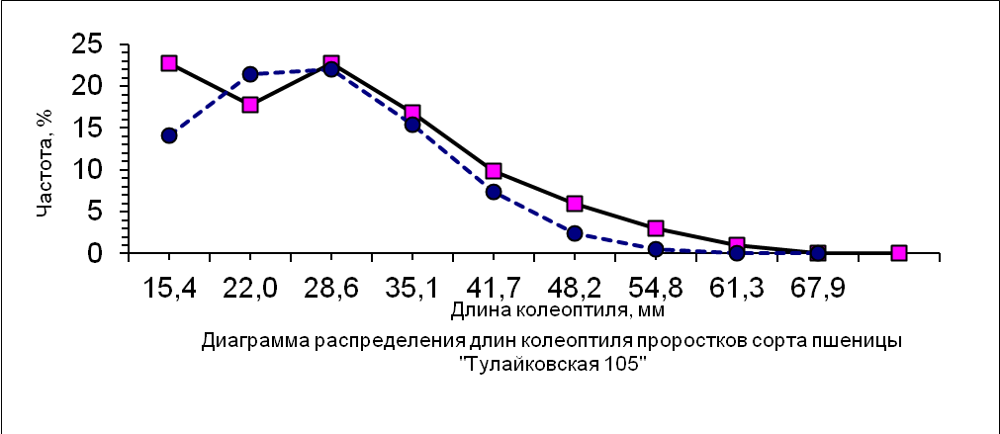 Частота, %
25
20
15
10
5
0
15,4 22,0 28,6 35,1 41,7 48,2 54,8 61,3 67,9
Длина колеоптиля, мм
Диаграмма распределения длин колеоптиля проростков сорта пшеницы
"Тулайковская 105"